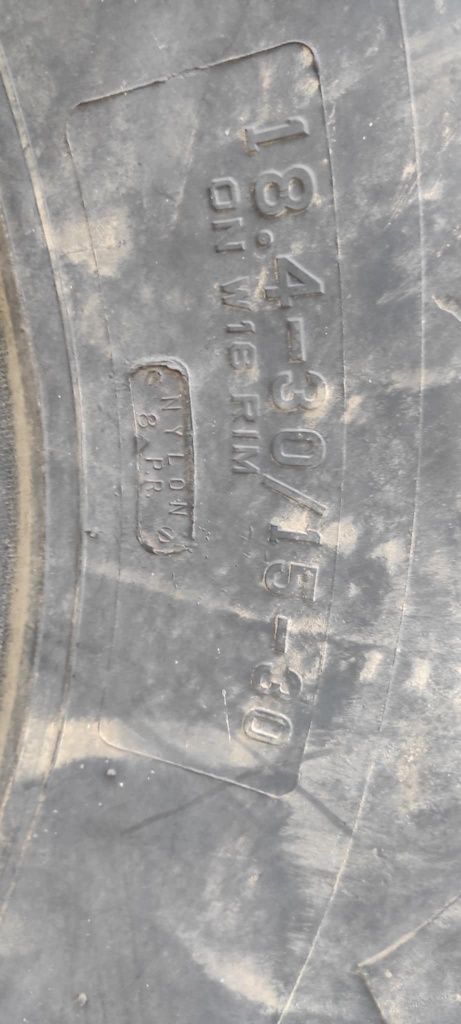 18.4-30/15-30
ON W16 RIM
NYLON
8 P.R.